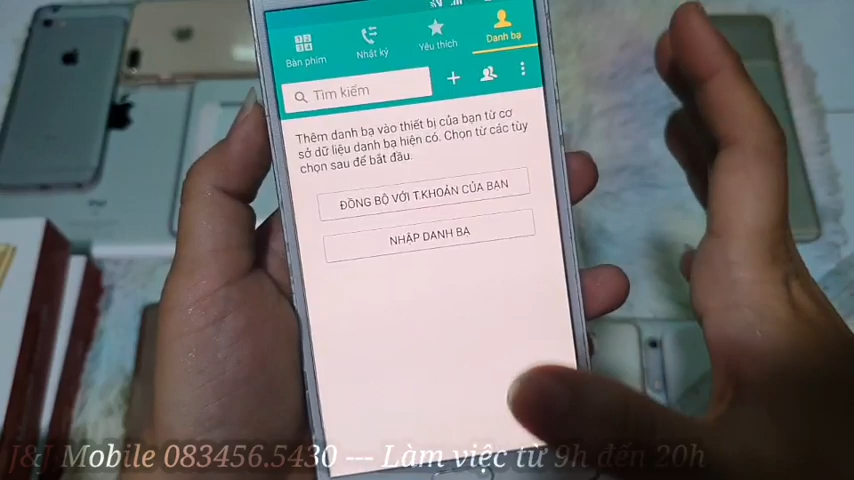 Bàn phím
Nhật ký
Yêu thích
Danh bạ
Tìm kiếm
Thêm danh bạ vào thiết bị của bạn từ cơ
sở dữ liệu danh bạ hiện có. Chọn từ các tùy
chọn sau để bắt đầu.
ĐỒNG BỘ VỚI T.KHOẢN CỦA BẠN
NHẬP DANH BẠ
J&J Mobile 083456.5430 --- Làm việc từ 9h đến 20h